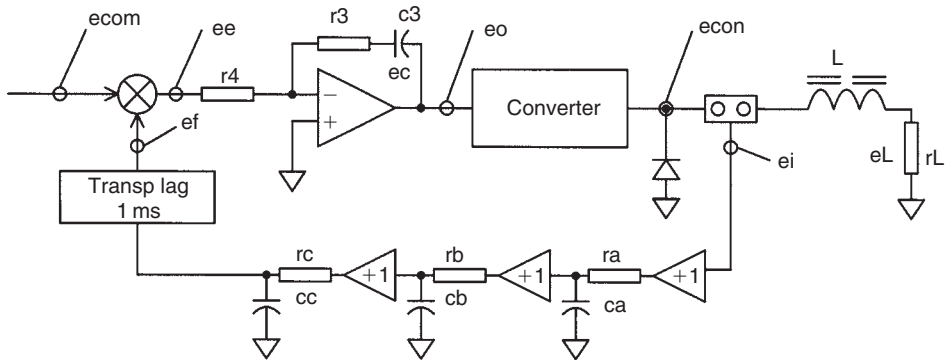 ecom
ee
r3
c3
eo
econ
L
r4
ec
−
+
Converter
ef
ei
eL
rL
Transp lag
1 ms
rc
rb
ra
+1
+1
+1
cc
cb
ca